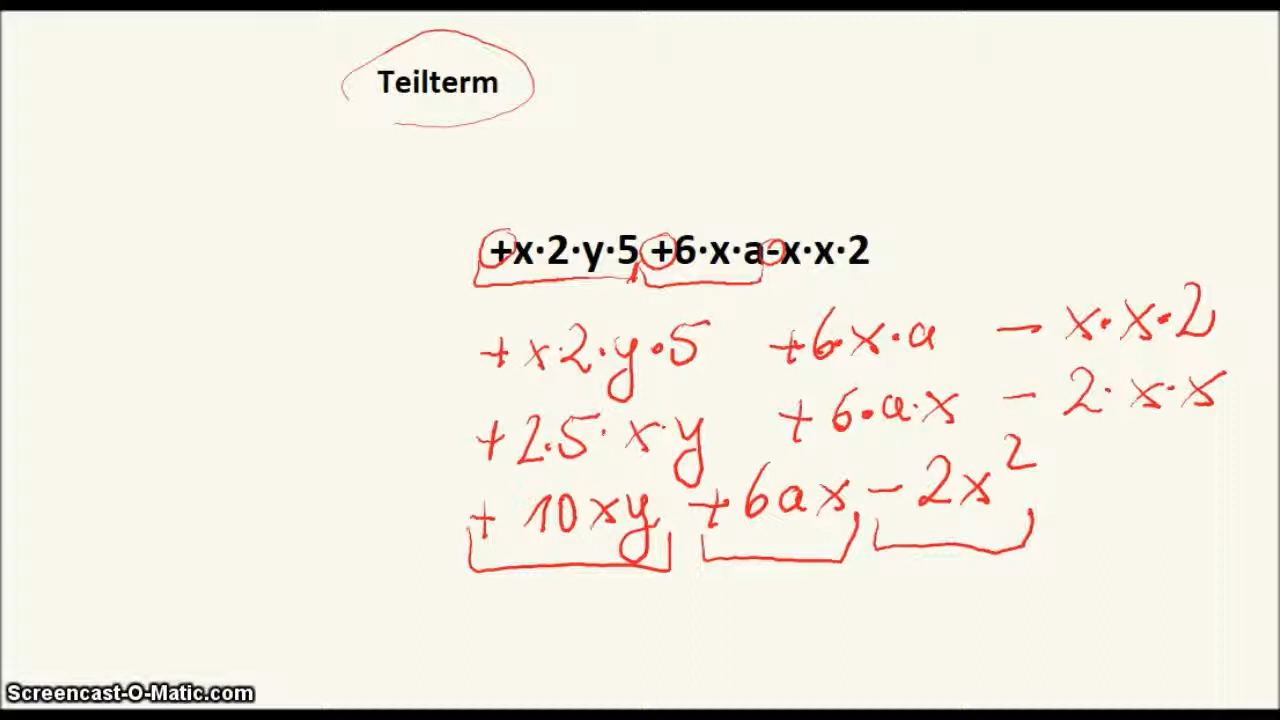 Teilterm
+x·2·y·5 +6·x·a-x·x·2
+x·2·y·5 +6·x·a - x·x·2
+2·5·x·y +6·a·x - 2·x·x
+ 10xy +6ax - 2x²
Screencast-O-Matic.com